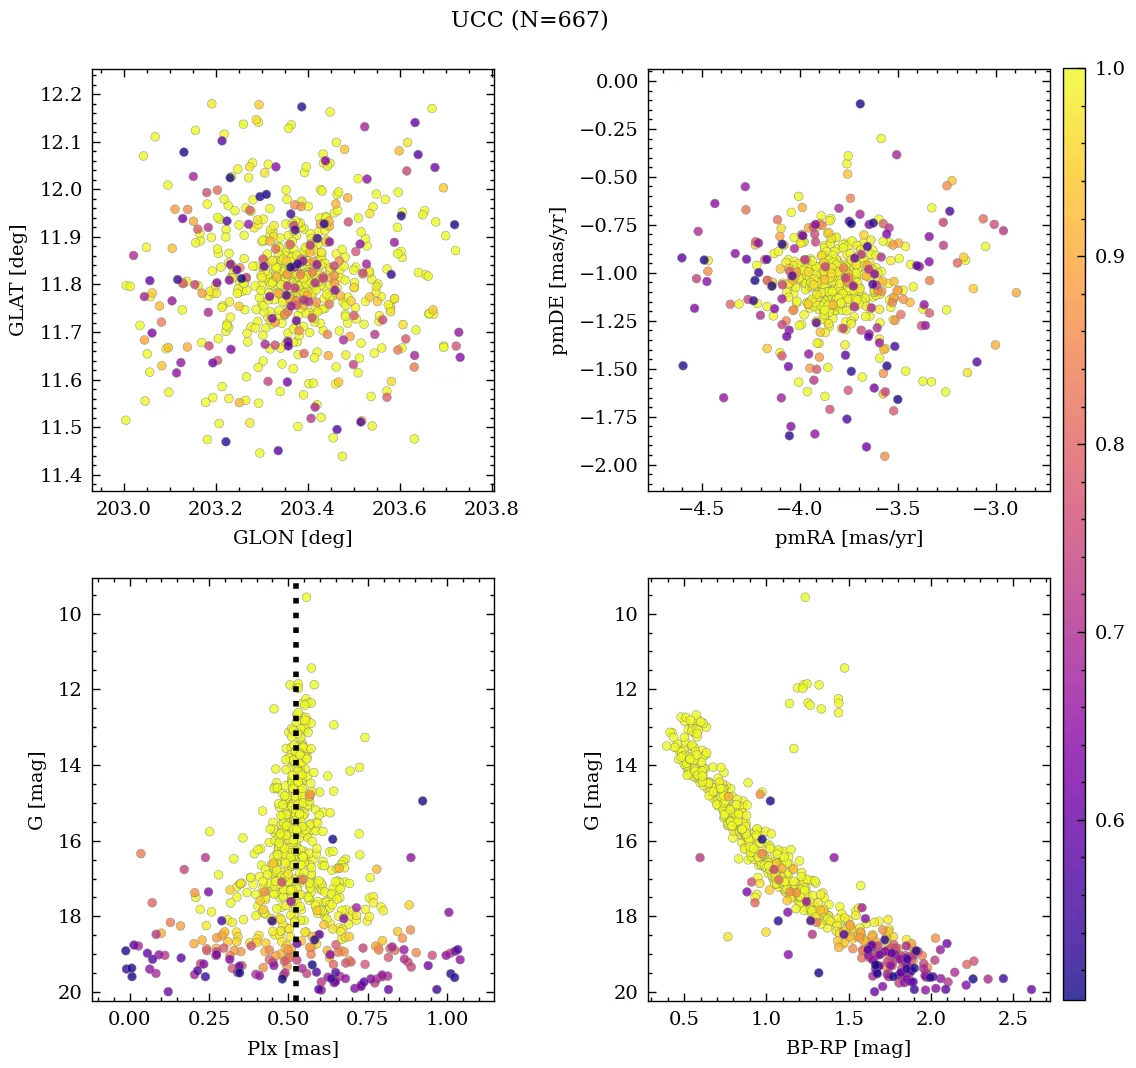 UCC (N=667)
12.2
12.1
12.0
11.9
11.8
11.7
11.6
11.5
11.4
GLAT [deg]
203.0 203.2 203.4 203.6 203.8
GLON [deg]
0.00
−0.25
−0.50
−0.75
−1.00
−1.25
−1.50
−1.75
−2.00
pmDE [mas/yr]
−4.5 −4.0 −3.5 −3.0
pmRA [mas/yr]
10
12
14
16
18
20
G [mag]
0.00 0.25 0.50 0.75 1.00
Plx [mas]
10
12
14
16
18
20
G [mag]
0.5 1.0 1.5 2.0 2.5
BP-RP [mag]
1.0
0.9
0.8
0.7
0.6